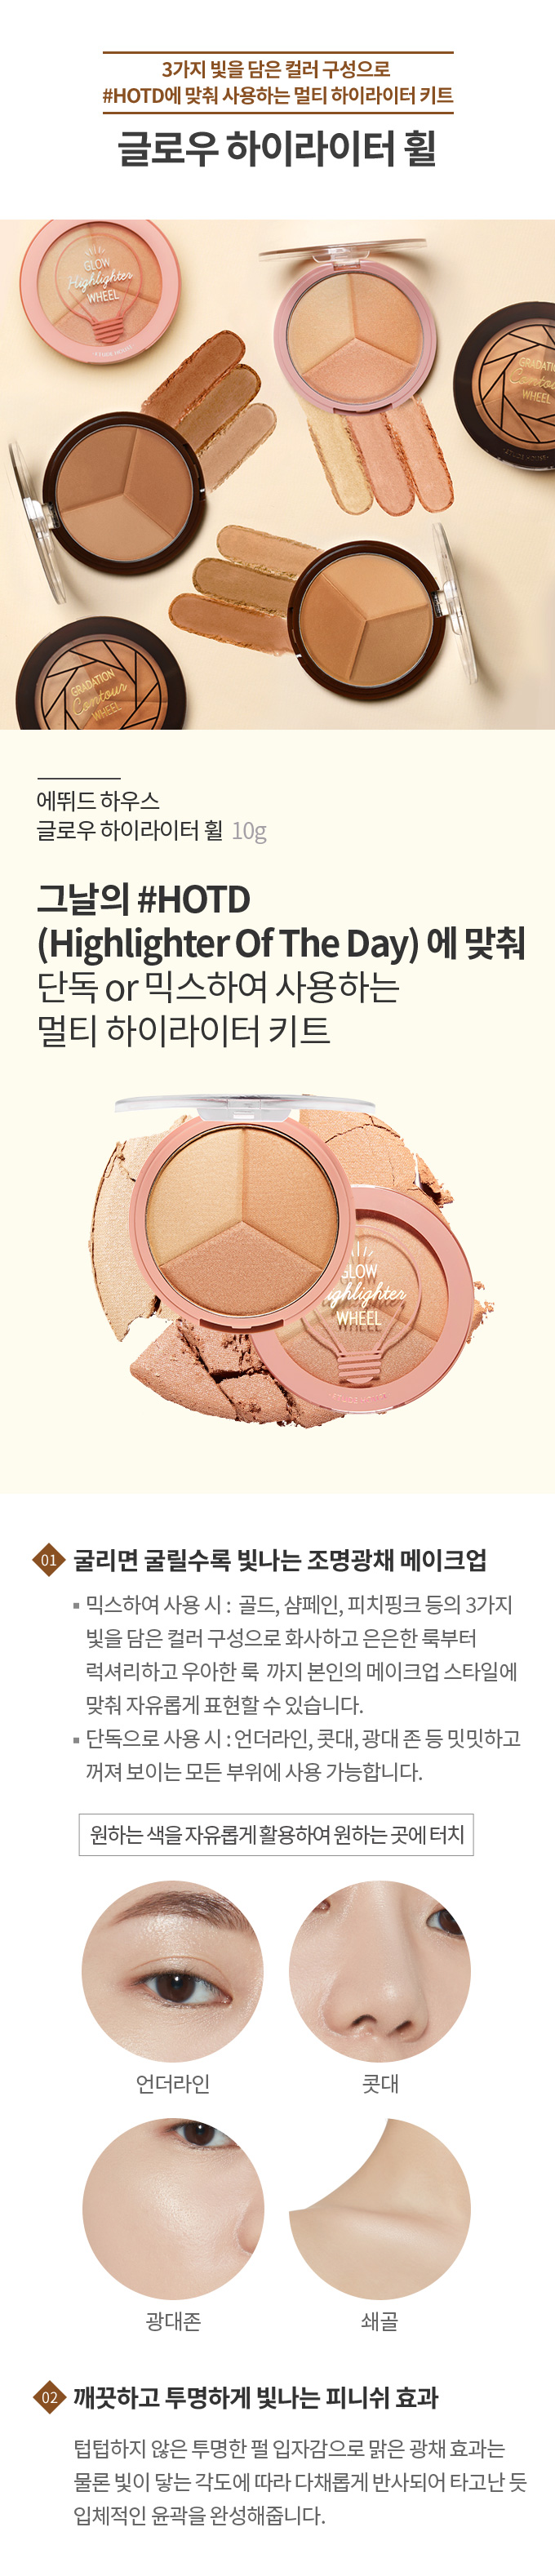 3가지 빛을 담은 컬러 구성으로
#HOTD에 맞춰 사용하는 멀티 하이라이터 키트
글로우 하이라이터 휠
GLOW
Highlighter
WHEEL
ETUDE HOUSE
GRADATI
Contou
WHEEL
GRADATION
Contour
WHEEL
에뛰드 하우스
글로우 하이라이터 휠 10g
그날의 #HOTD
(Highlighter Of The Day) 에 맞춰
단독 or 믹스하여 사용하는
멀티 하이라이터 키트
GLOW
ighlighter
WHEEL
01 굴리면 굴릴수록 빛나는 조명광채 메이크업
▪ 믹스하여 사용 시 : 골드, 샴페인, 피치핑크 등의 3가지
빛을 담은 컬러 구성으로 화사하고 은은한 룩부터
럭셔리하고 우아한 룩 까지 본인의 메이크업 스타일에
맞춰 자유롭게 표현할 수 있습니다.
▪ 단독으로 사용 시 : 언더라인, 콧대, 광대 존 등 밋밋하고
꺼져 보이는 모든 부위에 사용 가능합니다.
원하는 색을 자유롭게 활용하여 원하는 곳에 터치
언더라인
콧대
광대존
쇄골
02 깨끗하고 투명하게 빛나는 피니쉬 효과
텁텁하지 않은 투명한 펄 입자감으로 맑은 광채 효과는
물론 빛이 닿는 각도에 따라 다채롭게 반사되어 타고난 듯
입체적인 윤곽을 완성해줍니다.